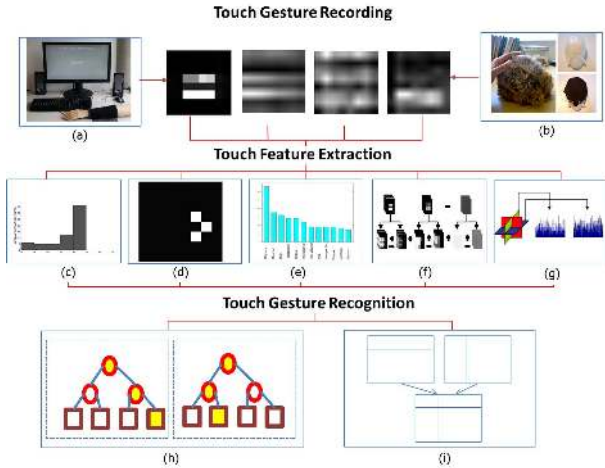 Touch Gesture Recording
(a)
(b)
Touch Feature Extraction
(c)
(d)
(e)
(f)
(g)
Touch Gesture Recognition
(h)
(i)